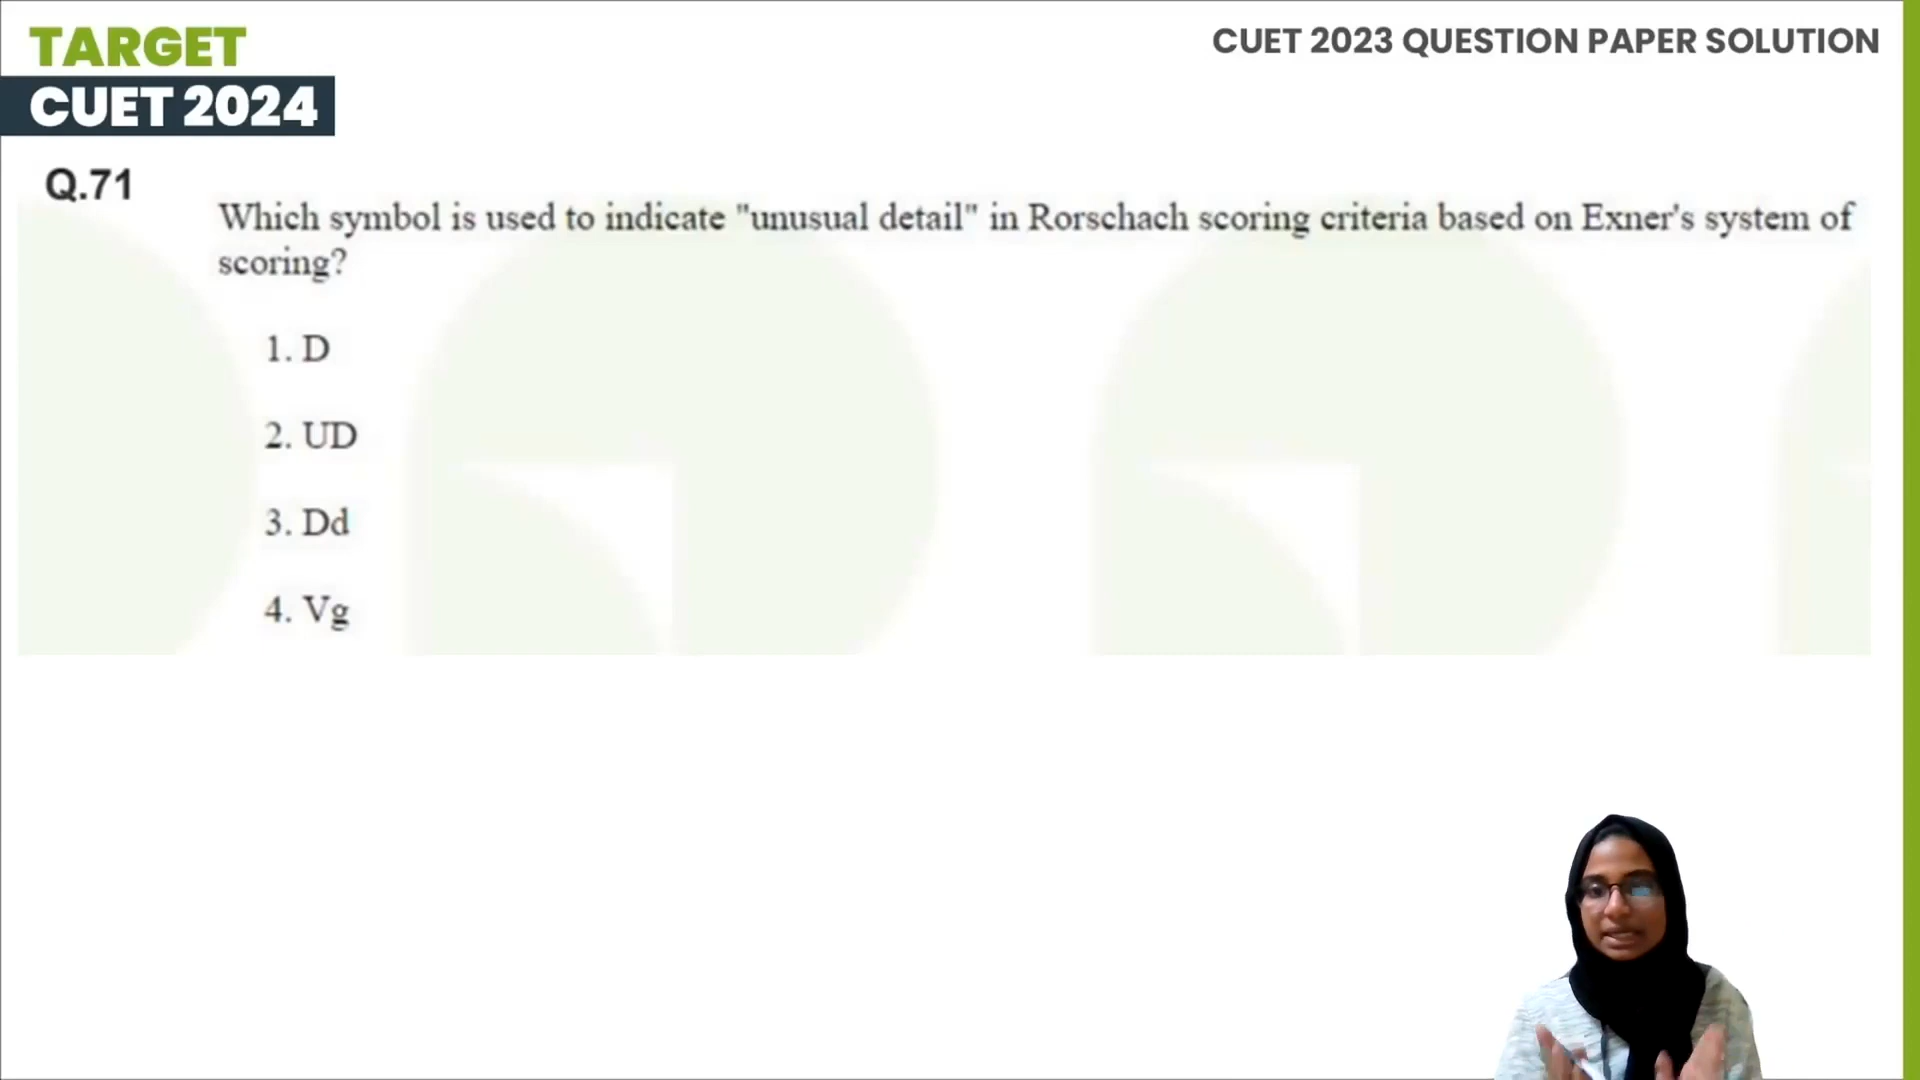 TARGET
CUET 2024
CUET 2023 QUESTION PAPER SOLUTION
Q.71
Which symbol is used to indicate "unusual detail" in Rorschach scoring criteria based on Exner's system of
scoring?
1. D
2. UD
3. Dd
4. Vg